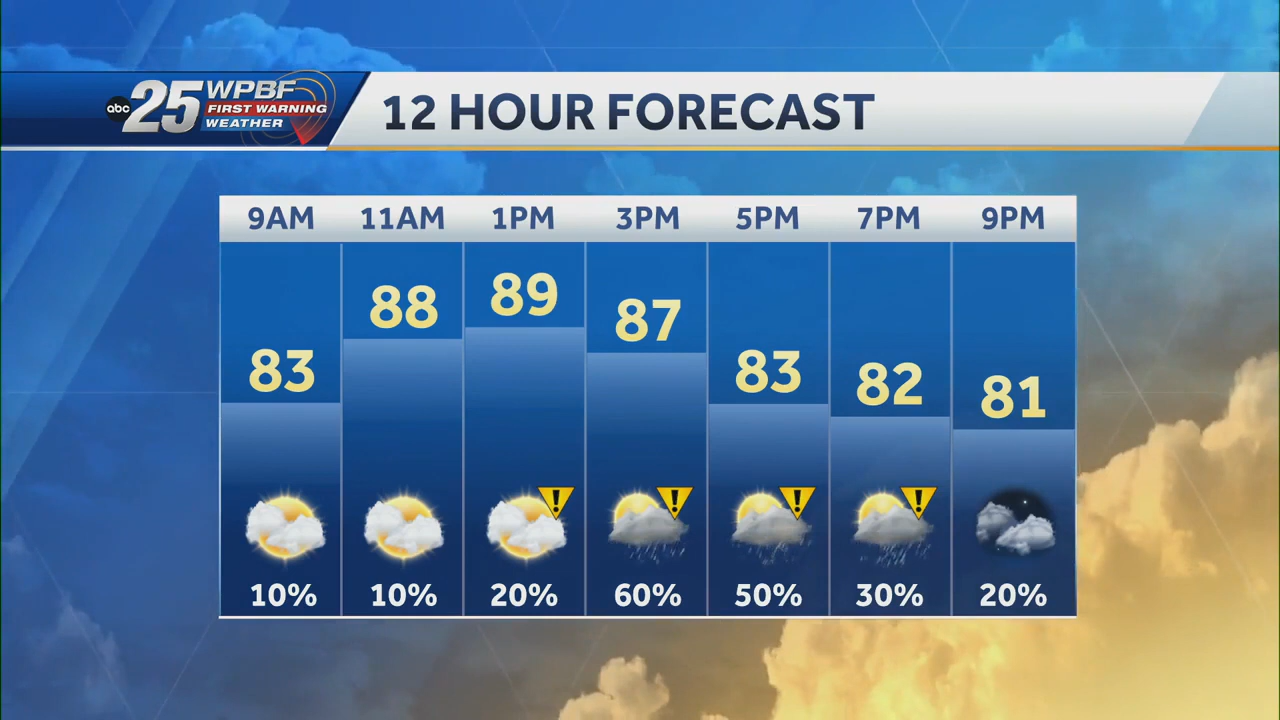 abc 25 WPBF
FIRST WARNING
WEATHER
12 HOUR FORECAST
9AM 11AM 1PM 3PM 5PM 7PM 9PM
83 88 89 87 83 82 81
! ! ! !
10% 10% 20% 60% 50% 30% 20%